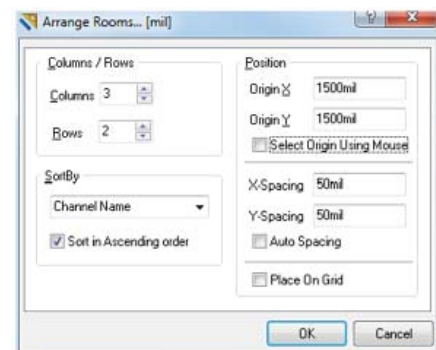 Arrange Rooms... [mil]
Columns / Rows
Columns 3
Rows 2
SortBy
Channel Name
Sort in Ascending order
Position
Origin X 1500mil
Origin Y 1500mil
Select Origin Using Mouse
X-Spacing 50mil
Y-Spacing 50mil
Auto Spacing
Place On Grid
OK Cancel